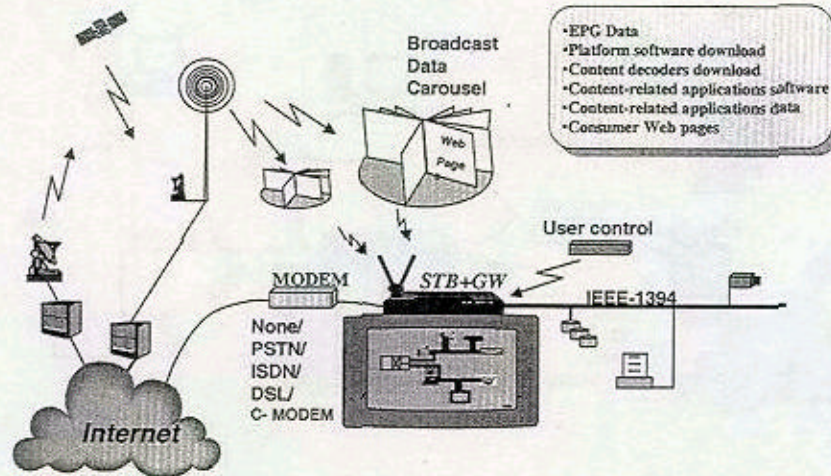 Broadcast
Data
Carousel
•EPG Data
•Platform software download
•Content decoders download
•Content-related applications software
•Content-related applications data
•Consumer Web pages
Web
Page
User control
MODEM
STB+GW
IEEE-1394
None/
PSTN/
ISDN/
DSL/
C- MODEM
Internet